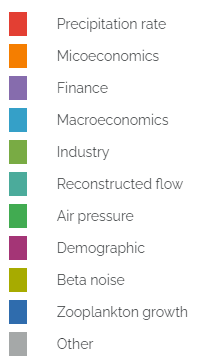 Precipitation rate
Micoeconomics
Finance
Macroeconomics
Industry
Reconstructed flow
Air pressure
Demographic
Beta noise
Zooplankton growth
Other